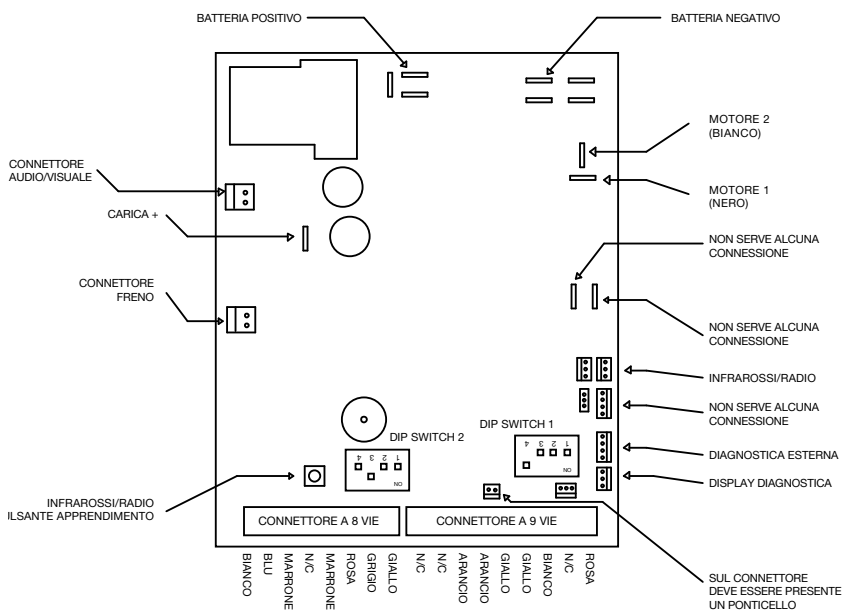 BATTERIA POSITIVO
BATTERIA NEGATIVO
MOTORE 2
(BIANCO)
CONNETTORE
AUDIO/VISUALE
MOTORE 1
(NERO)
CARICA +
NON SERVE ALCUNA
CONNESSIONE
CONNETTORE
FRENO
NON SERVE ALCUNA
CONNESSIONE
INFRAROSSI/RADIO
NON SERVE ALCUNA
CONNESSIONE
DIP SWITCH 2
4 3 2 1
NO
DIP SWITCH 1
4 3 2 1
NO
DIAGNOSTICA ESTERNA
DISPLAY DIAGNOSTICA
INFRAROSSI/RADIO
ILSANTE APPRENDIMENTO
CONNETTORE A 8 VIE
CONNETTORE A 9 VIE
BIANCO
BLU
MARRONE
N/C
MARRONE
ROSA
GRIGIO
GIALLO
N/C
N/C
ARANCIO
ARANCIO
GIALLO
GIALLO
BIANCO
N/C
ROSA
SUL CONNETTORE
DEVE ESSERE PRESENTE
UN PONTICELLO